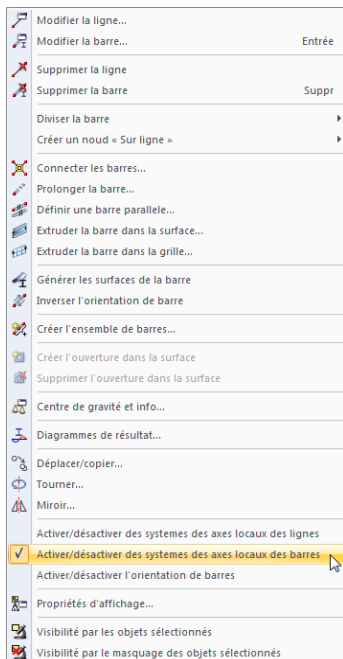 Modifier la ligne...
Modifier la barre... Entrée
Supprimer la ligne
Supprimer la barre Suppr
Diviser la barre
Créer un noud « Sur ligne »
Connecter les barres...
Prolonger la barre...
Définir une barre parallele...
Extruder la barre dans la surface...
Extruder la barre dans la grille...
Générer les surfaces de la barre
Inverser l'orientation de barre
Créer l'ensemble de barres...
Créer l'ouverture dans la surface
Supprimer l'ouverture dans la surface
Centre de gravité et info...
Diagrammes de résultat...
Déplacer/copier...
Tourner...
Miroir...
Activer/désactiver des systemes des axes locaux des lignes
Activer/désactiver des systemes des axes locaux des barres
Activer/désactiver l'orientation de barres
Propriétés d'affichage...
Visibilité par les objets sélectionnés
Visibilité par le masquage des objets sélectionnés